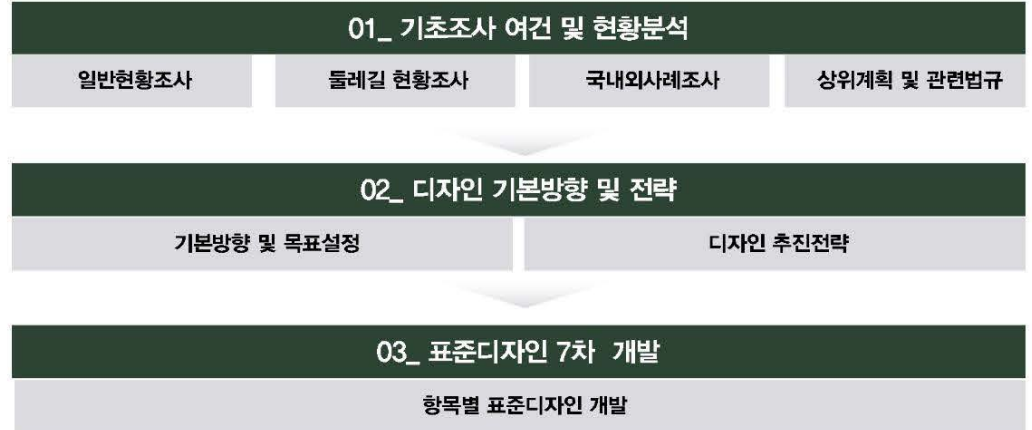 01_ 기초조사 여건 및 현황분석
일반현황조사
둘레길 현황조사
국내외사례조사
상위계획 및 관련법규
02_ 디자인 기본방향 및 전략
기본방향 및 목표설정
디자인 추진전략
03_ 표준디자인 7차 개발
항목별 표준디자인 개발